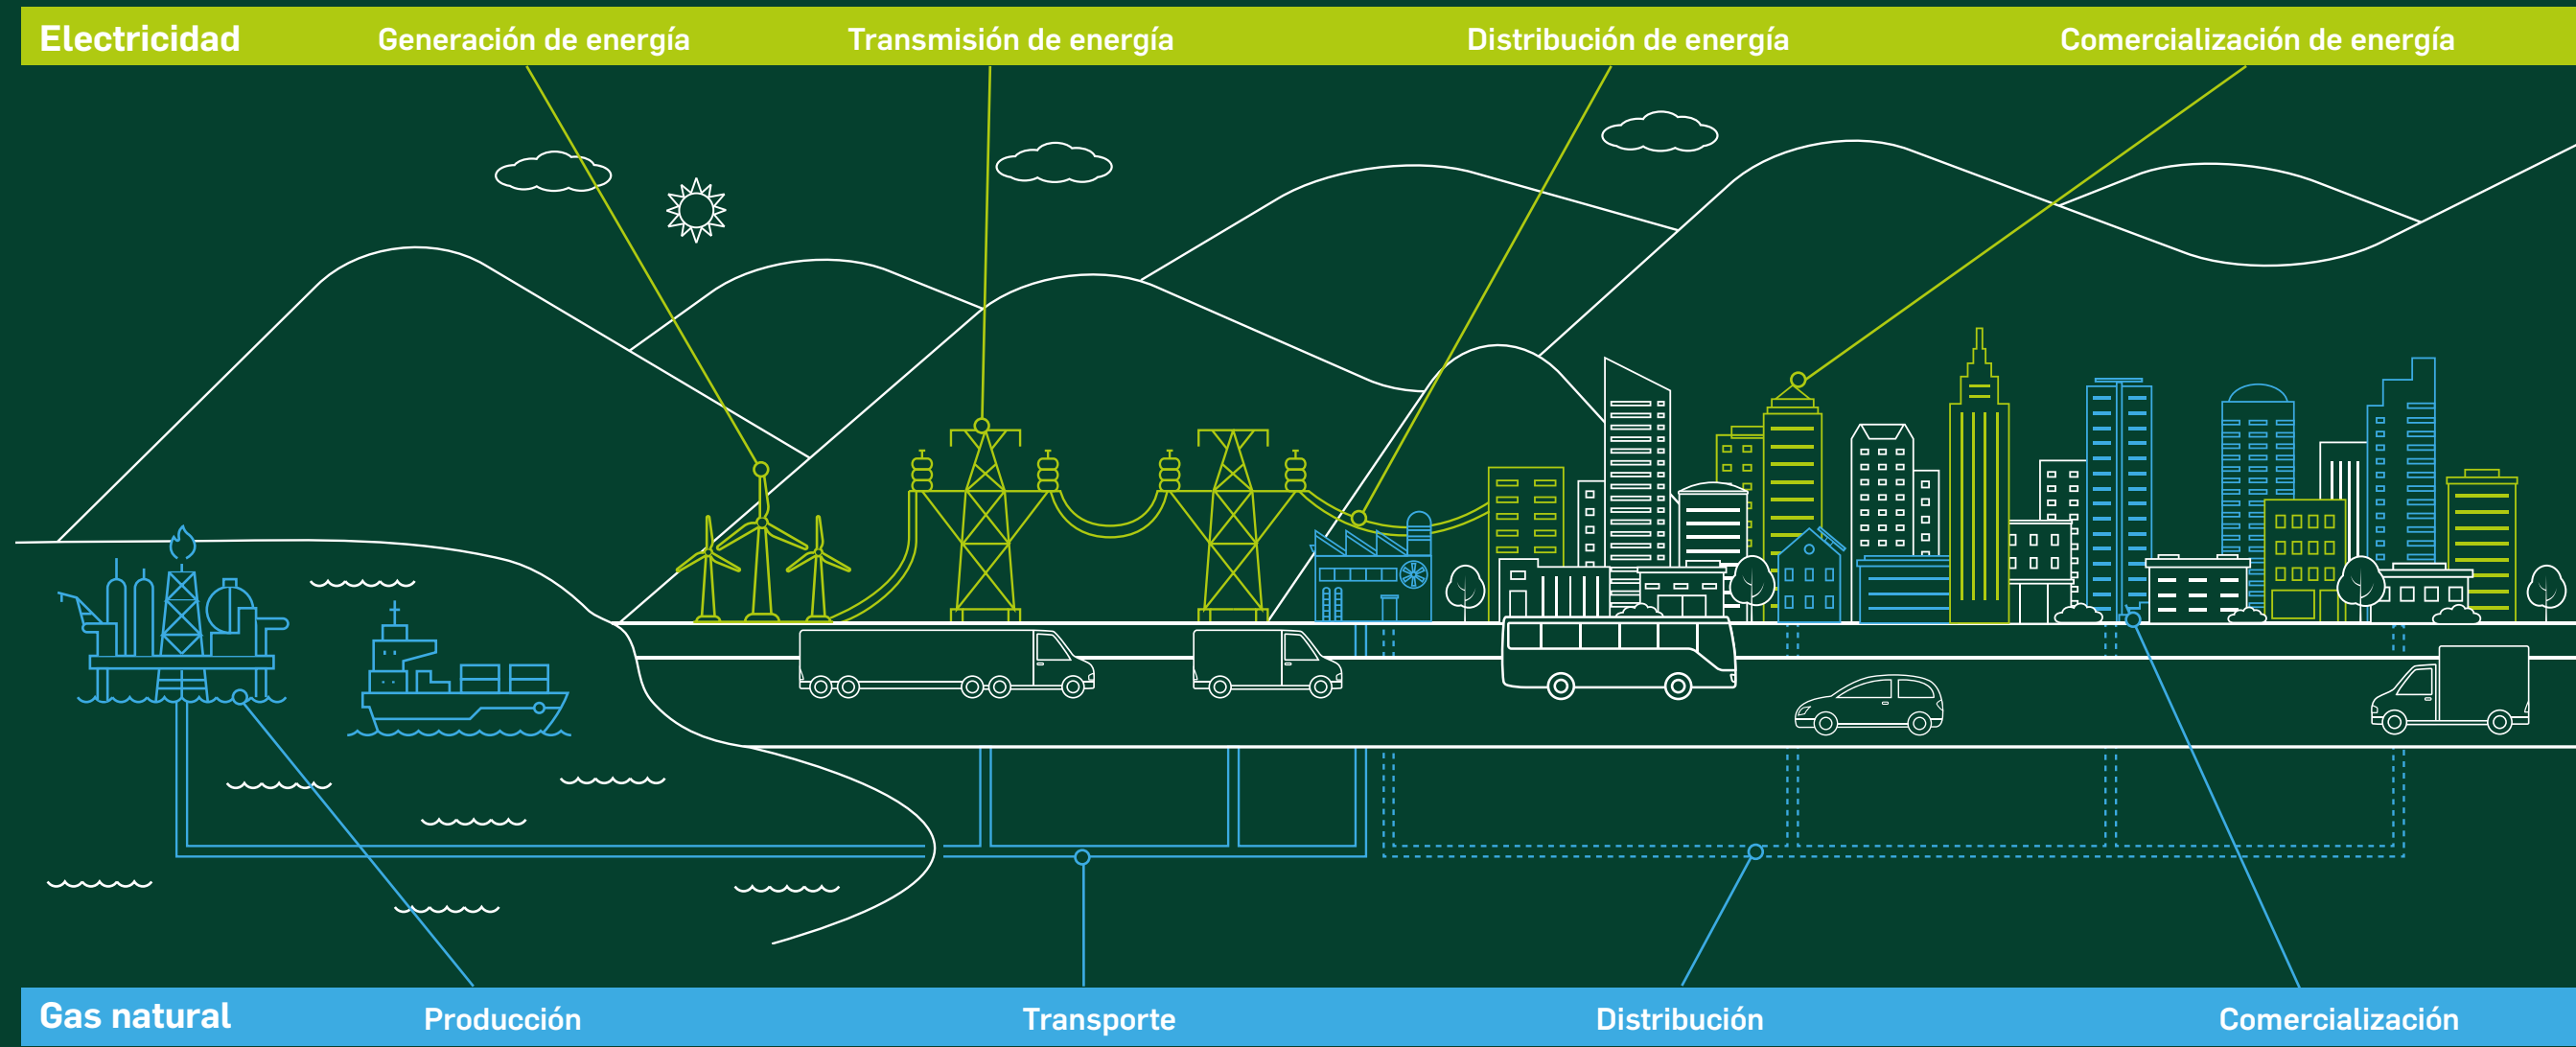 Electricidad
Generación de energía
Transmisión de energía
Distribución de energía
Comercialización de energía
Gas natural
Producción
Transporte
Distribución
Comercialización